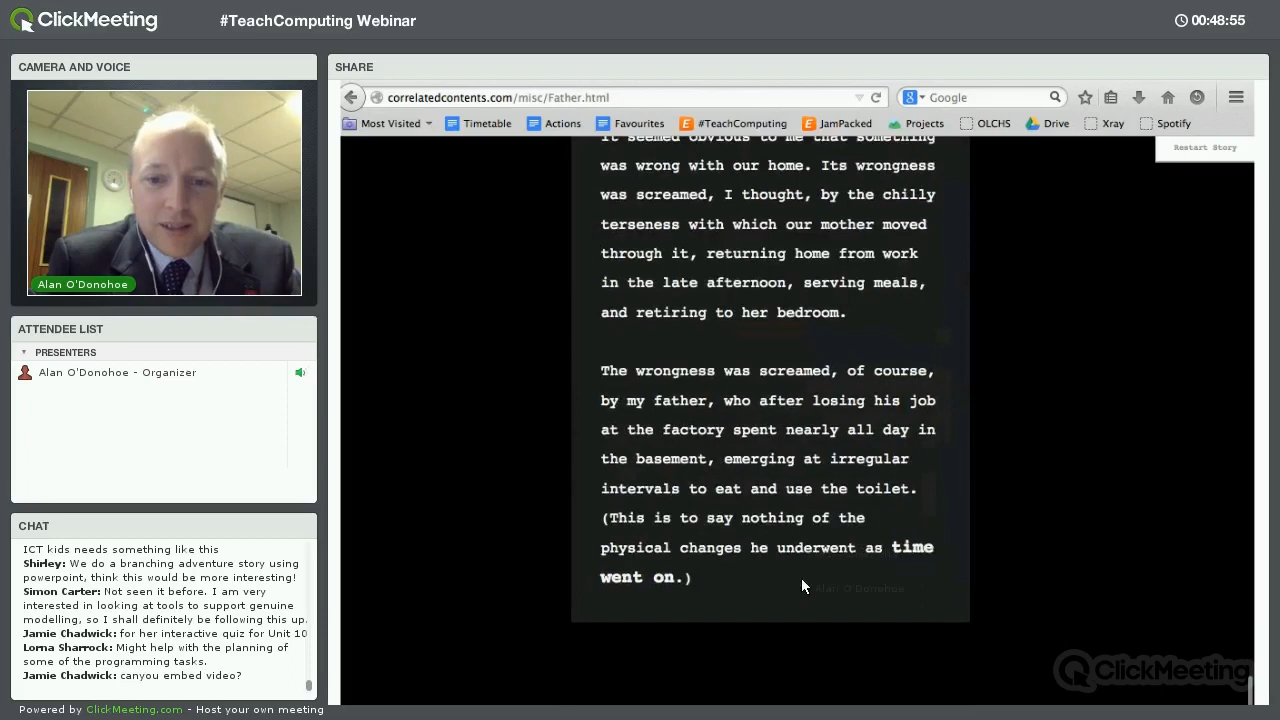 ClickMeeting
#TeachComputing Webinar
00:48:55
CAMERA AND VOICE
Alan O'Donohoe
ATTENDEE LIST
PRESENTERS
Alan O'Donohoe - Organizer
CHAT
ICT kids needs something like this
Shirley: We do a branching adventure story using
powerpoint, think this would be more interesting!
Simon Carter: Not seen it before. I am very
interested in looking at tools to support genuine
modelling, so I shall definitely be following this up.
Jamie Chadwick: for her interactive quiz for Unit 10
Lorna Sharrock: Might help with the planning of
some of the programming tasks.
Jamie Chadwick: canyou embed video?
Powered by ClickMeeting.com - Host your own meeting
SHARE
correlatedcontents.com/misc/Father.html
Google
Most Visited
Timetable
Actions
Favourites
#TeachComputing
JamPacked
Projects
OLCHS
Drive
Xray
Spotify
Restart Story
It seemed obvious to me that something
was wrong with our home. Its wrongness
was screamed, I thought, by the chilly
terseness with which our mother moved
through it, returning home from work
in the late afternoon, serving meals,
and retiring to her bedroom.
The wrongness was screamed, of course,
by my father, who after losing his job
at the factory spent nearly all day in
the basement, emerging at irregular
intervals to eat and use the toilet.
(This is to say nothing of the
physical changes he underwent as time
went on.)
Alan O'Donohoe
ClickMeeting